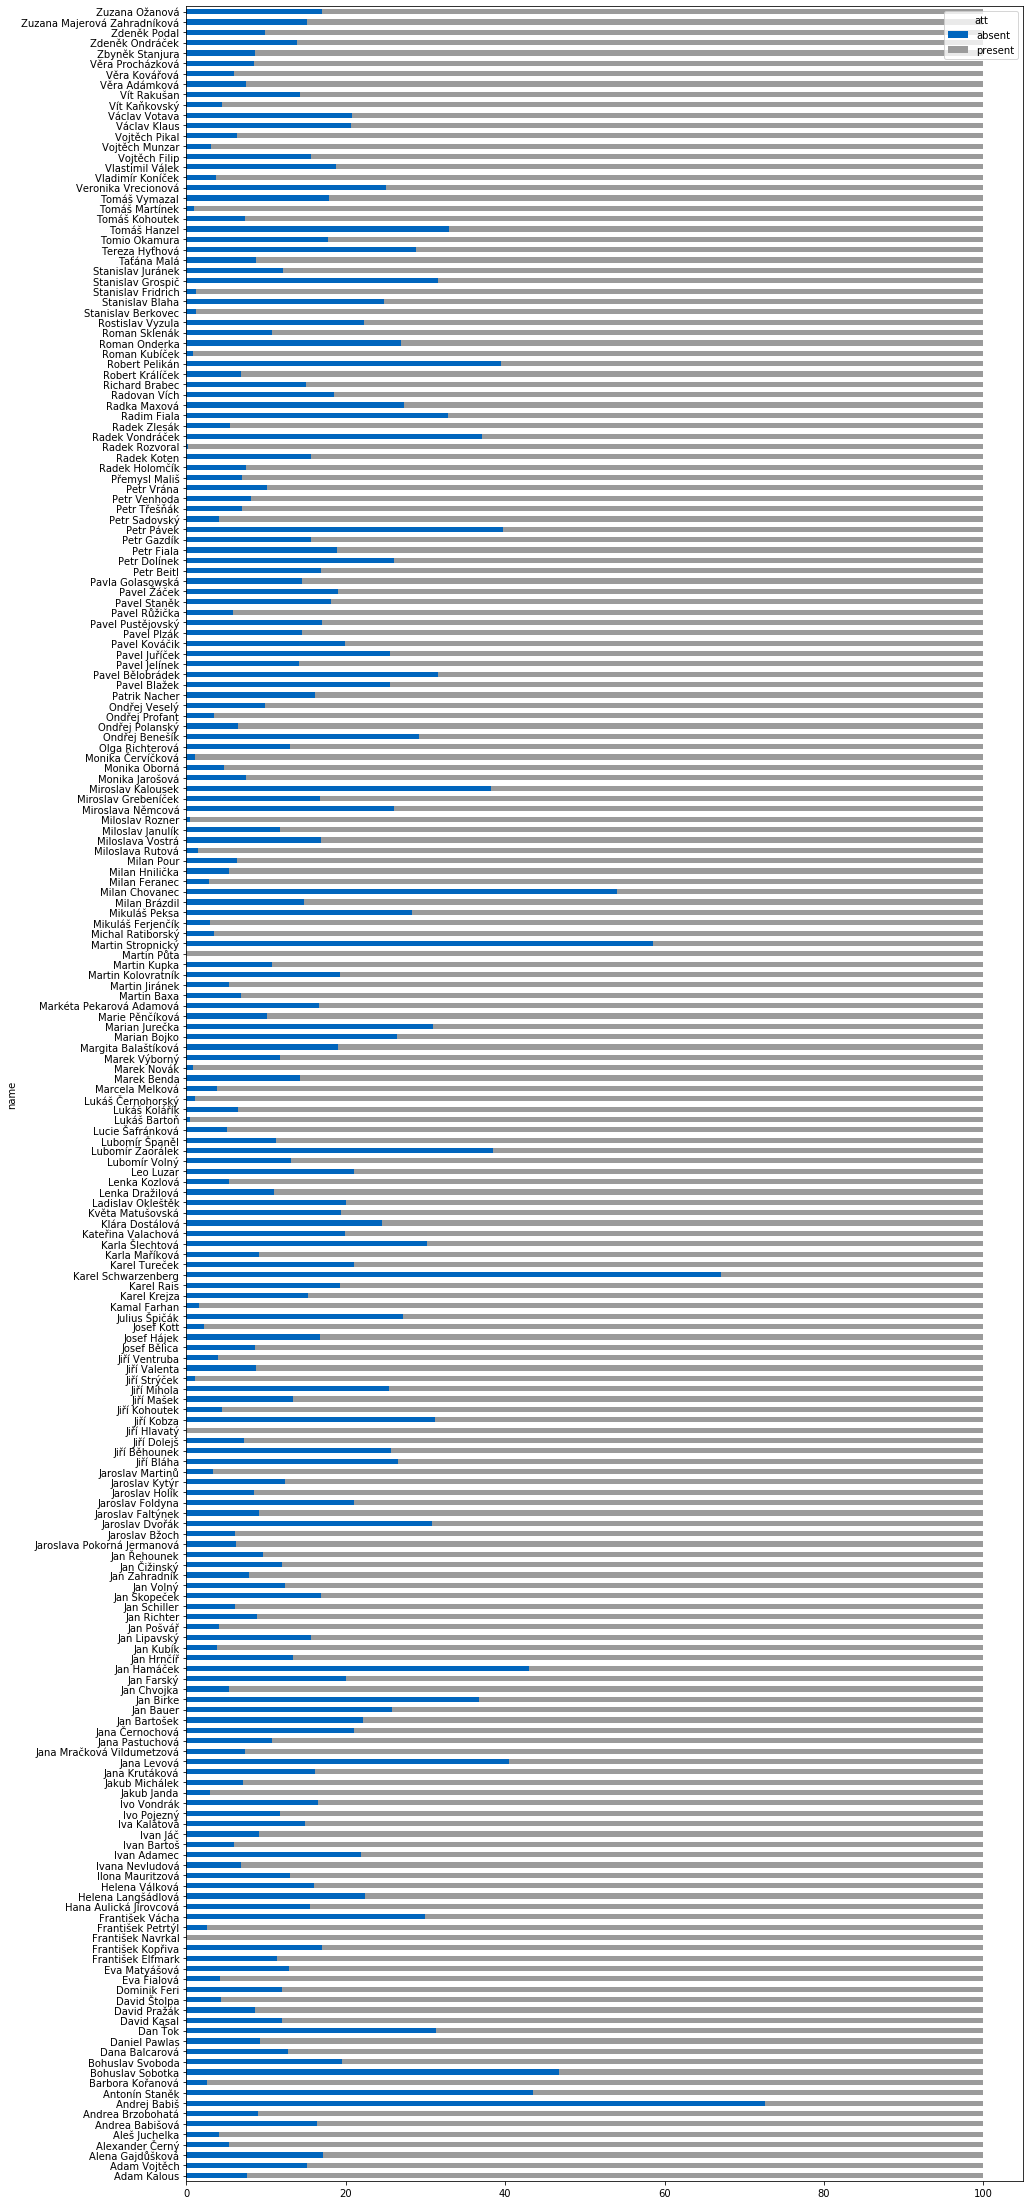 Zuzana Ožanová
Zuzana Majerová Zahradníková
Zdeněk Podal
Zdeněk Ondráček
Zbyněk Stanjura
Věra Procházková
Věra Kovářová
Věra Adámková
Vít Rakušan
Vít Kaňkovský
Václav Votava
Václav Klaus
Vojtěch Pikal
Vojtěch Munzar
Vojtěch Filip
Vlastimil Válek
Vladimír Koníček
Veronika Vrecionová
Tomáš Vymazal
Tomáš Martínek
Tomáš Kohoutek
Tomáš Hanzel
Tomio Okamura
Tereza Hyťhová
Taťána Malá
Stanislav Juránek
Stanislav Grospič
Stanislav Fridrich
Stanislav Blaha
Stanislav Berkovec
Rostislav Vyzula
Roman Sklenák
Roman Onderka
Roman Kubíček
Robert Pelikán
Robert Králíček
Richard Brabec
Radovan Vích
Radka Maxová
Radim Fiala
Radek Zlesák
Radek Vondráček
Radek Rozvoral
Radek Koten
Radek Holomčík
Přemysl Mališ
Petr Vrána
Petr Venhoda
Petr Třešňák
Petr Sadovský
Petr Pávek
Petr Gazdík
Petr Fiala
Petr Dolínek
Petr Beitl
Pavla Golasowská
Pavel Žáček
Pavel Staněk
Pavel Růžička
Pavel Pustějovský
Pavel Plzák
Pavel Kováčik
Pavel Juříček
Pavel Jelínek
Pavel Bělobrádek
Pavel Blažek
Patrik Nacher
Ondřej Veselý
Ondřej Profant
Ondřej Polanský
Ondřej Benešík
Olga Richterová
Monika Červíčková
Monika Oborná
Monika Jarošová
Miroslav Kalousek
Miroslav Grebeníček
Miroslava Němcová
Miloslav Rozner
Miloslav Janulík
Miloslava Vostrá
Miloslava Rutová
Milan Pour
Milan Hnilička
Milan Feranec
Milan Chovanec
Milan Brázdil
Mikuláš Peksa
Mikuláš Ferjenčík
Michal Ratiborský
Martin Stropnický
Martin Půta
Martin Kupka
Martin Kolovratník
Martin Jiránek
Martin Baxa
Markéta Pekarová Adamová
Marie Pěnčíková
Marian Jurečka
Marian Bojko
Margita Balaštíková
Marek Výborný
Marek Novák
Marek Benda
Marcela Melková
Lukáš Černohorský
Lukáš Kolářík
Lukáš Bartoň
Lucie Šafránková
Lubomír Španěl
Lubomír Zaorálek
Lubomír Volný
Leo Luzar
Lenka Kozlová
Lenka Dražilová
Ladislav Okleštěk
Květa Matušovská
Klára Dostálová
Kateřina Valachová
Karla Šlechtová
Karla Maříková
Karel Tureček
Karel Schwarzenberg
Karel Rais
Karel Krejza
Kamal Farhan
Julius Špičák
Josef Kott
Josef Hájek
Josef Bělica
Jiří Ventruba
Jiří Valenta
Jiří Strýček
Jiří Mihola
Jiří Mašek
Jiří Kohoutek
Jiří Kobza
Jiří Hlavatý
Jiří Dolejš
Jiří Běhounek
Jiří Bláha
Jaroslav Martinů
Jaroslav Kytýr
Jaroslav Holík
Jaroslav Foldyna
Jaroslav Faltýnek
Jaroslav Dvořák
Jaroslav Bžoch
Jaroslava Pokorná Jermanová
Jan Řehounek
Jan Čižinský
Jan Zahradník
Jan Volný
Jan Skopeček
Jan Schiller
Jan Richter
Jan Pošvář
Jan Lipavský
Jan Kubík
Jan Hrnčíř
Jan Hamáček
Jan Farský
Jan Chvojka
Jan Birke
Jan Bauer
Jan Bartošek
Jana Černochová
Jana Pastuchová
Jana Mračková Vildumetzová
Jana Levová
Jana Krutáková
Jakub Michálek
Jakub Janda
Ivo Vondrák
Ivo Pojezný
Iva Kalátová
Ivan Jáč
Ivan Bartoš
Ivan Adamec
Ivana Nevludová
Ilona Mauritzová
Helena Válková
Helena Langšádlová
Hana Aulická Jírovcová
František Vácha
František Petrtýl
František Navrkal
František Kopřiva
František Elfmark
Eva Matyášová
Eva Fialová
Dominik Feri
David Štolpa
David Pražák
David Kasal
Dan Ťok
Daniel Pawlas
Dana Balcarová
Bohuslav Svoboda
Bohuslav Sobotka
Barbora Kořanová
Antonín Staněk
Andrej Babiš
Andrea Brzobohatá
Andrea Babišová
Aleš Juchelka
Alexander Černý
Alena Gajdůšková
Adam Vojtěch
Adam Kalous
name
0 20 40 60 80 100
att
absent
present